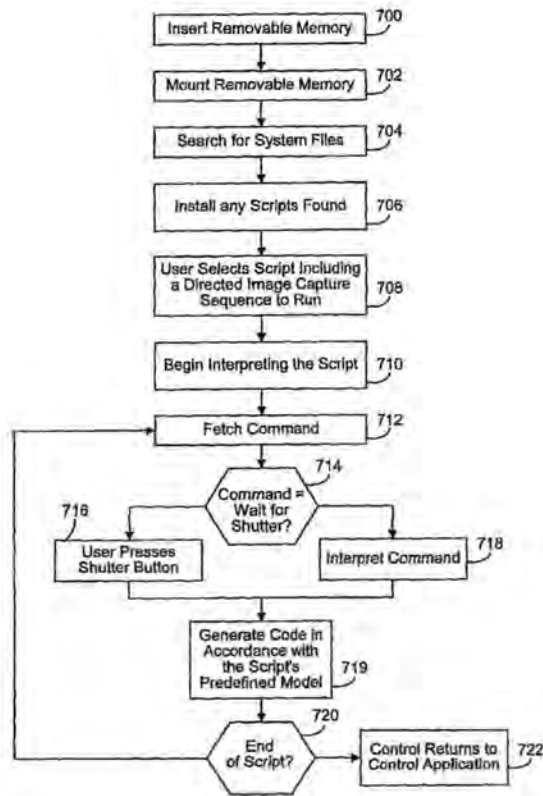 700
Insert Removable Memory
702
Mount Removable Memory
704
Search for System Files
Install any Scripts Found
706
User Selects Script Including
a Directed Image Capture
Sequence to Run
708
Begin Interpreting the Script
710
Fetch Command
712
714
Command =
Wait for
Shutter?
716
User Presses
Shutter Button
Interpret Command
718
Generate Code in
Accordance with
the Script's
Predefined Model
719
720
End
of Script?
Control Returns to
Control Application
722